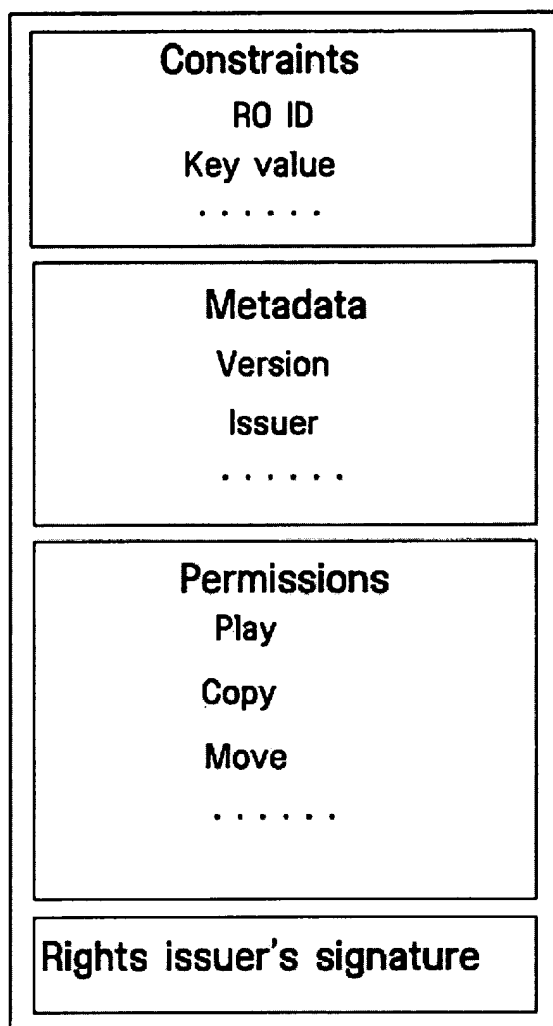 Constraints
RO ID
Key value
......
Metadata
Version
Issuer
......
Permissions
Play
Copy
Move
......
Rights issuer's signature